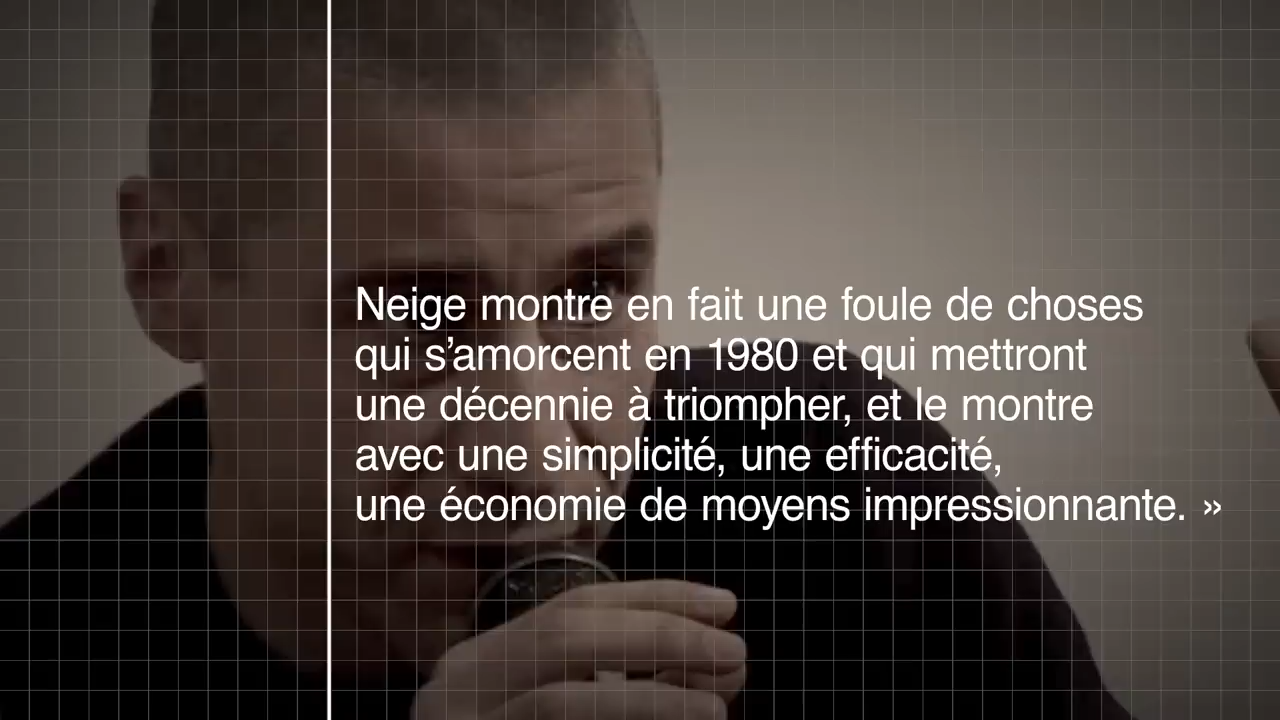 Neige montre en fait une foule de choses
qui s’amorcent en 1980 et qui mettront
une décennie à triompher, et le montre
avec une simplicité, une efficacité,
une économie de moyens impressionnante. »